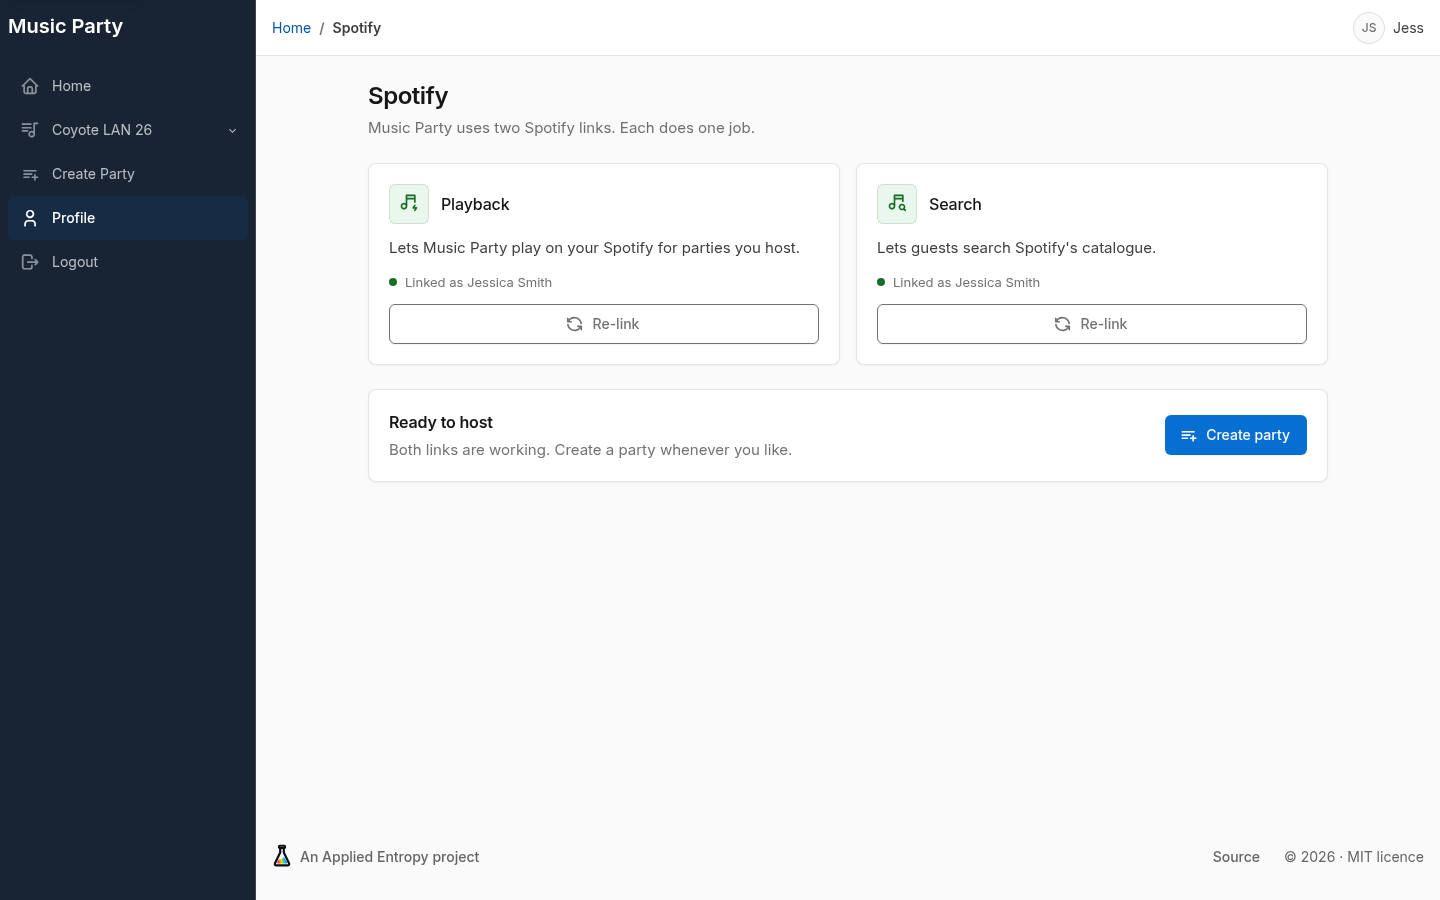 Music Party
Home
Coyote LAN 26
Create Party
Profile
Logout
Home / Spotify
JS Jess
Spotify
Music Party uses two Spotify links. Each does one job.
Playback
Lets Music Party play on your Spotify for parties you host.
Linked as Jessica Smith
Re-link
Search
Lets guests search Spotify's catalogue.
Linked as Jessica Smith
Re-link
Ready to host
Both links are working. Create a party whenever you like.
Create party
An Applied Entropy project
Source
© 2026 · MIT licence